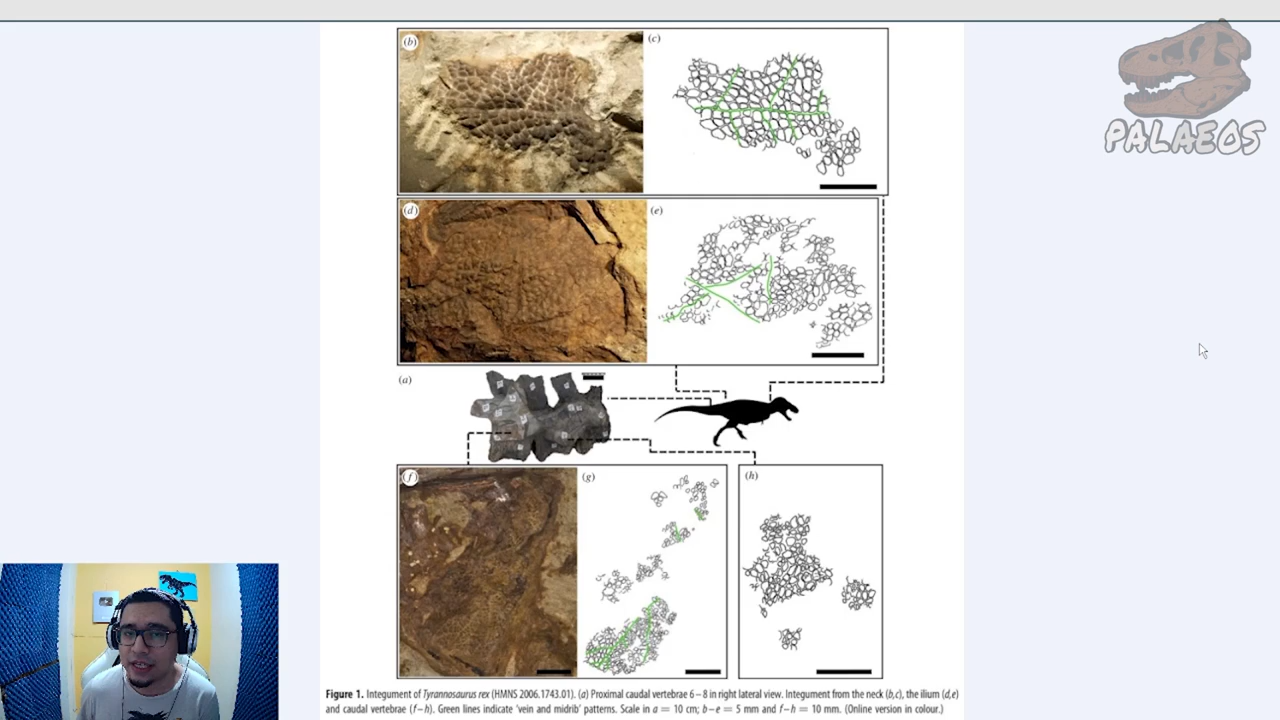 (b)
(c)
PALAEOS
(d)
(e)
(a)
(f)
(g)
(h)
Figure 1. Integument of Tyrannosaurus rex (HMNS 2006.1743.01). (a) Proximal caudal vertebrae 6–8 in right lateral view. Integument from the neck (b,c), the ilium (d,e)
and caudal vertebrae (f–h). Green lines indicate 'vein and midrib' patterns. Scale in a = 10 cm; b–e = 5 mm and f–h = 10 mm. (Online version in colour.)